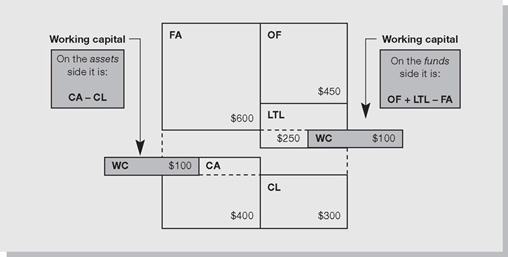 Working capital
On the assets
side it is:
CA – CL
FA
$600
OF
$450
LTL
$250
WC $100
Working capital
On the funds
side it is:
OF + LTL – FA
WC $100
CA
$400
CL
$300